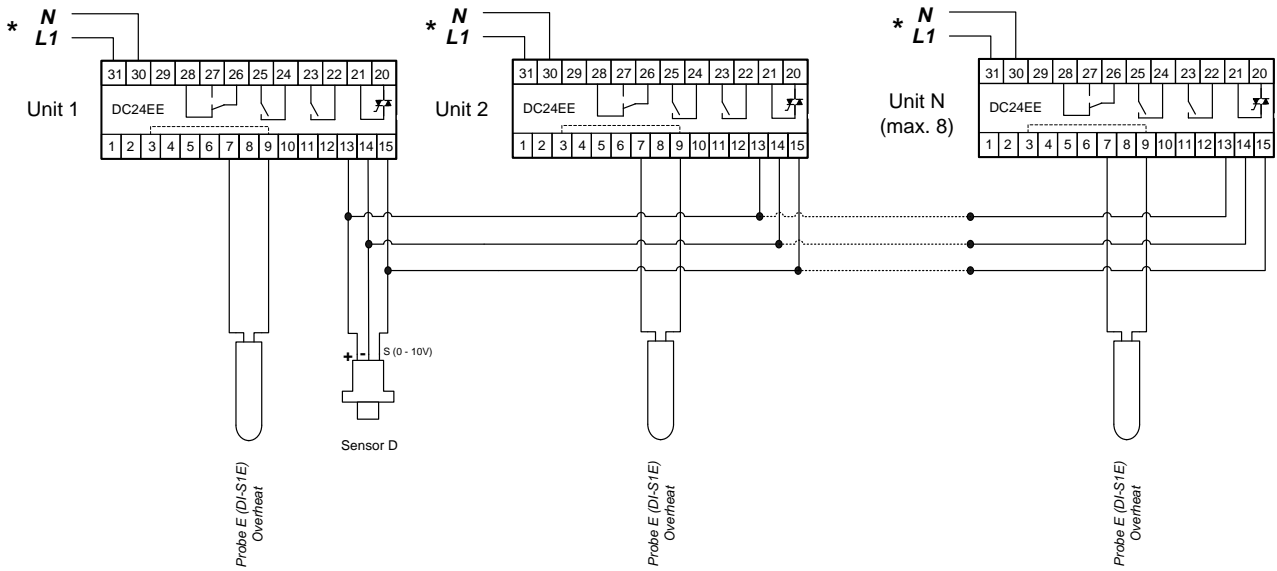 * N
L1
31 30 29 28 27 26 25 24 23 22 21 20
Unit 1
DC24EE
1 2 3 4 5 6 7 8 9 10 11 12 13 14 15
+ - S (0 - 10V)
Sensor D
Probe E (DI-S1E)
Overheat
* N
L1
31 30 29 28 27 26 25 24 23 22 21 20
Unit 2
DC24EE
1 2 3 4 5 6 7 8 9 10 11 12 13 14 15
Probe E (DI-S1E)
Overheat
* N
L1
31 30 29 28 27 26 25 24 23 22 21 20
Unit N
(max. 8)
DC24EE
1 2 3 4 5 6 7 8 9 10 11 12 13 14 15
Probe E (DI-S1E)
Overheat